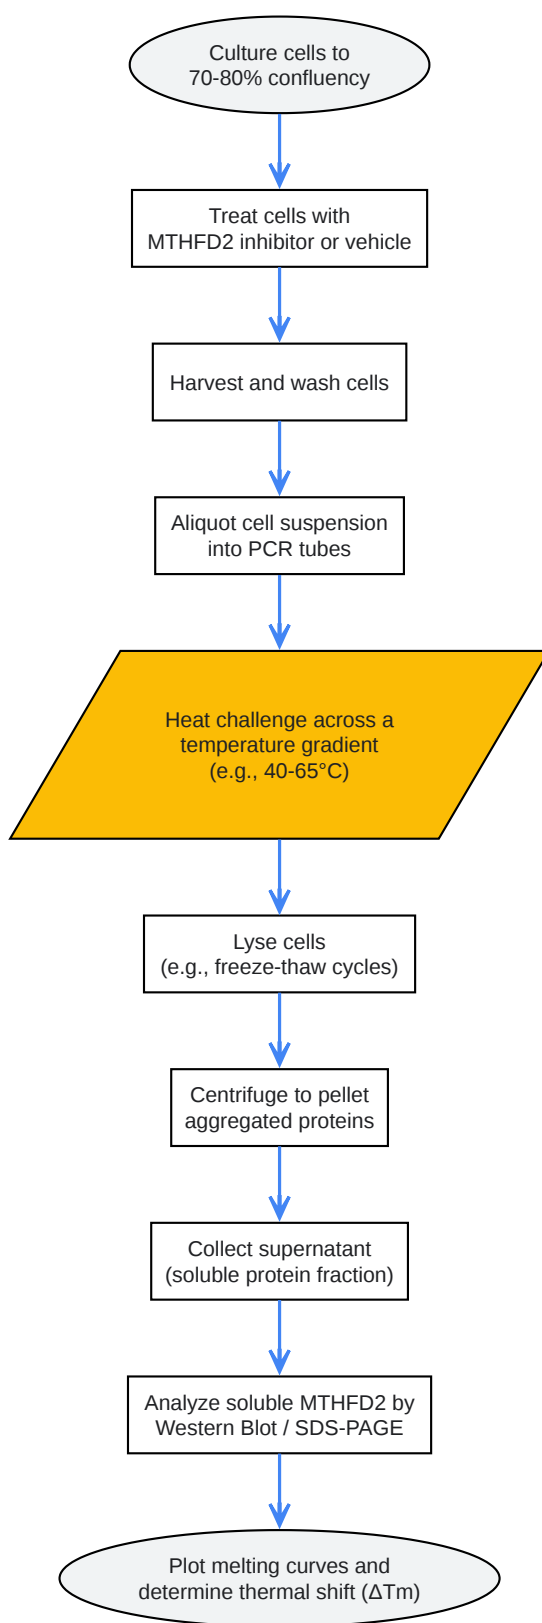 Culture cells to
70-80% confluency
Treat cells with
MTHFD2 inhibitor or vehicle
Harvest and wash cells
Aliquot cell suspension
into PCR tubes
Heat challenge across a
temperature gradient
(e.g., 40-65°C)
Lyse cells
(e.g., freeze-thaw cycles)
Centrifuge to pellet
aggregated proteins
Collect supernatant
(soluble protein fraction)
Analyze soluble MTHFD2 by
Western Blot / SDS-PAGE
Plot melting curves and
determine thermal shift (ΔTm)